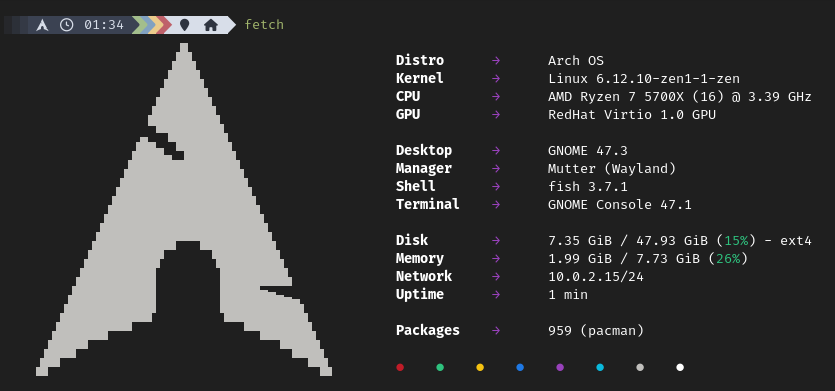 01:34 fetch
Distro → Arch OS
Kernel → Linux 6.12.10-zen1-1-zen
CPU → AMD Ryzen 7 5700X (16) @ 3.39 GHz
GPU → RedHat Virtio 1.0 GPU
Desktop → GNOME 47.3
Manager → Mutter (Wayland)
Shell → fish 3.7.1
Terminal → GNOME Console 47.1
Disk → 7.35 GiB / 47.93 GiB (15%) - ext4
Memory → 1.99 GiB / 7.73 GiB (26%)
Network → 10.0.2.15/24
Uptime → 1 min
Packages → 959 (pacman)